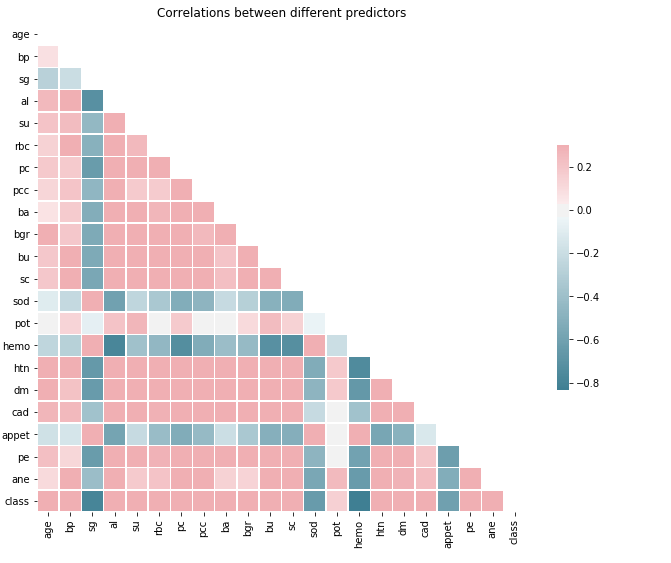 Correlations between different predictors
age
bp
sg
al
su
rbc
pc
pcc
ba
bgr
bu
sc
sod
pot
hemo
htn
dm
cad
appet
pe
ane
class
age bp sg al su rbc pc pcc ba bgr bu sc sod pot hemo htn dm cad appet pe ane class
0.2
0.0
−0.2
−0.4
−0.6
−0.8